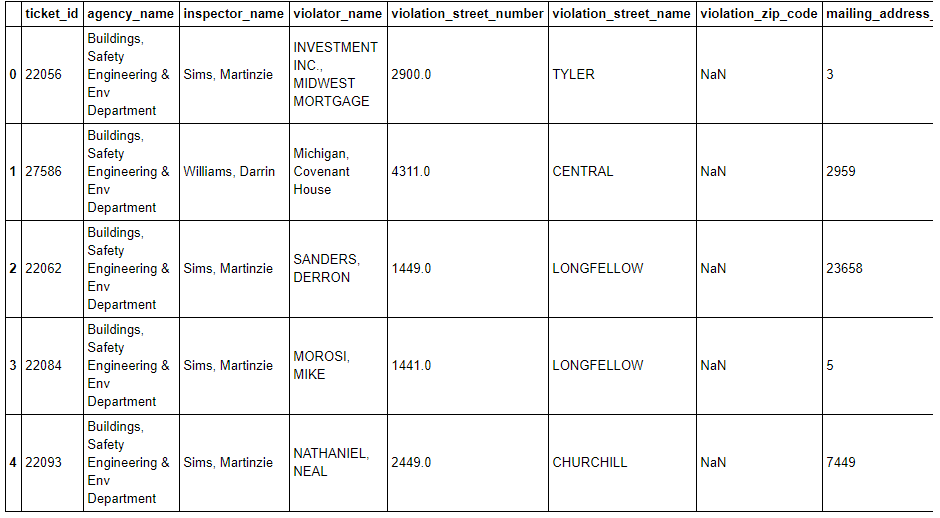 ticket_id agency_name inspector_name violator_name violation_street_number violation_street_name violation_zip_code mailing_address_
0 22056 Buildings, Safety Engineering & Env Department Sims, Martinzie INVESTMENT INC., MIDWEST MORTGAGE 2900.0 TYLER NaN 3
1 27586 Buildings, Safety Engineering & Env Department Williams, Darrin Michigan, Covenant House 4311.0 CENTRAL NaN 2959
2 22062 Buildings, Safety Engineering & Env Department Sims, Martinzie SANDERS, DERRON 1449.0 LONGFELLOW NaN 23658
3 22084 Buildings, Safety Engineering & Env Department Sims, Martinzie MOROSI, MIKE 1441.0 LONGFELLOW NaN 5
4 22093 Buildings, Safety Engineering & Env Department Sims, Martinzie NATHANIEL, NEAL 2449.0 CHURCHILL NaN 7449